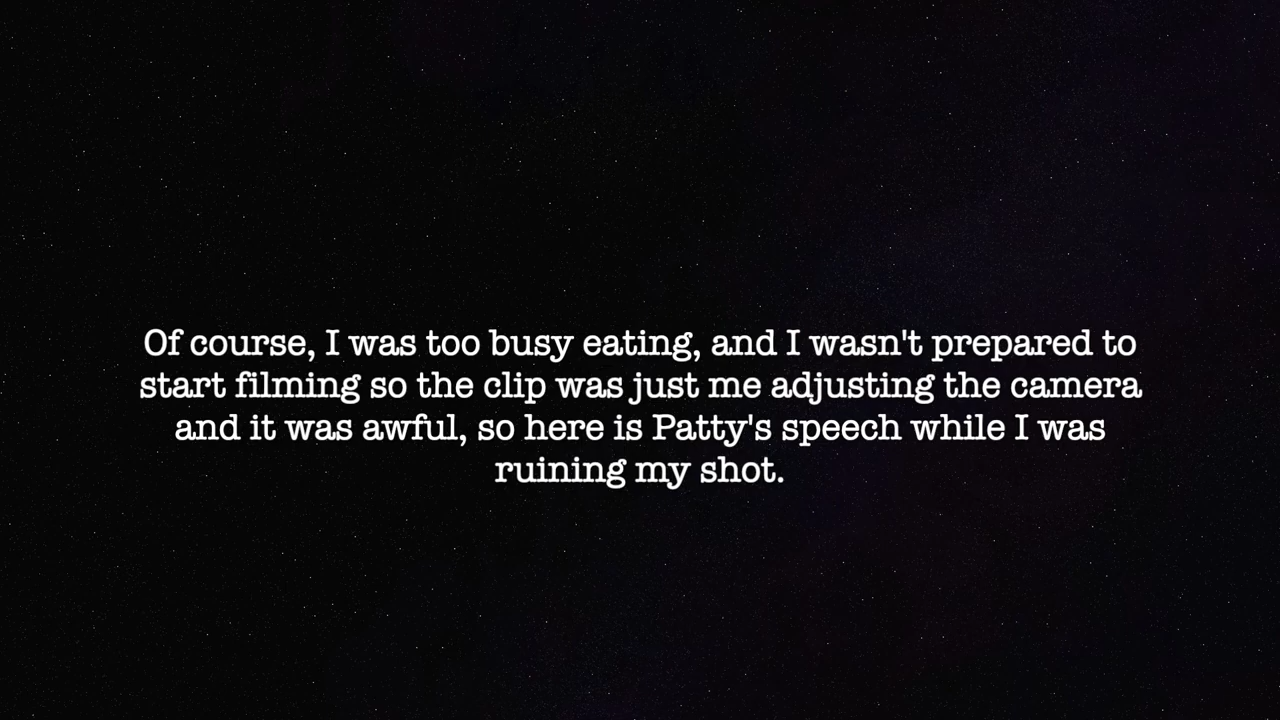 Of course, I was too busy eating, and I wasn't prepared to
start filming so the clip was just me adjusting the camera
and it was awful, so here is Patty's speech while I was
ruining my shot.